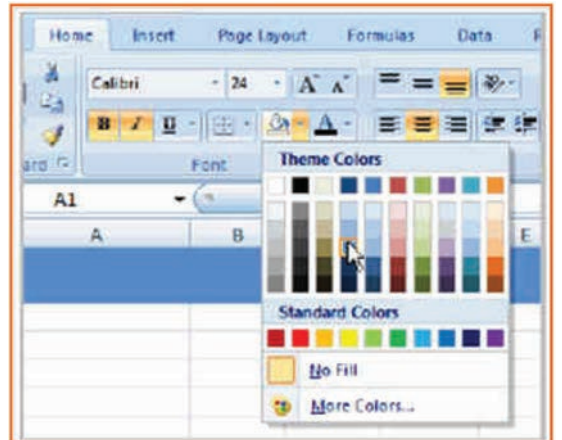 Home Insert Page Layout Formulas Data
Calibri 24 A A
B I U A
Font
Theme Colors
A1
A B E
Standard Colors
No Fill
More Colors...